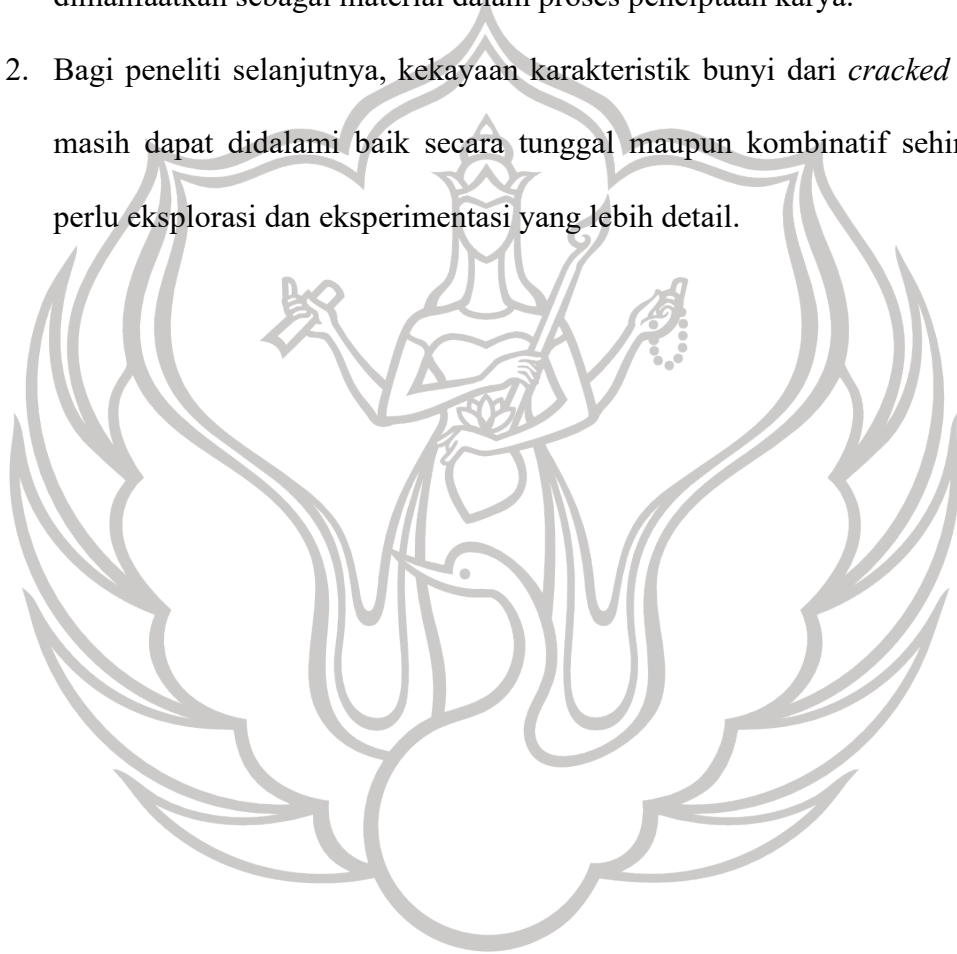 dimanfaatkan sebagai material dalam proses penciptaan karya.
2. Bagi peneliti selanjutnya, kekayaan karakteristik bunyi dari cracked
masih dapat didalami baik secara tunggal maupun kombinatif
perlu eksplorasi dan eksperimentasi yang lebih detail.